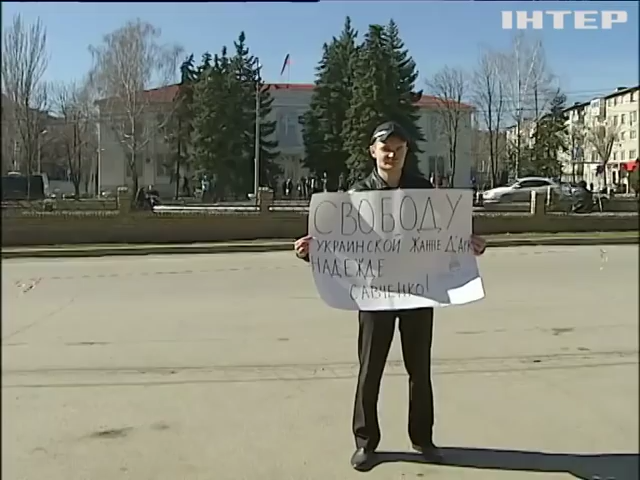 ІНТЕР
СВОБОДУ
УКРАИНСКОЙ ЖАННЕ Д'АРК
НАДЕЖДЕ
САВЧЕНКО!